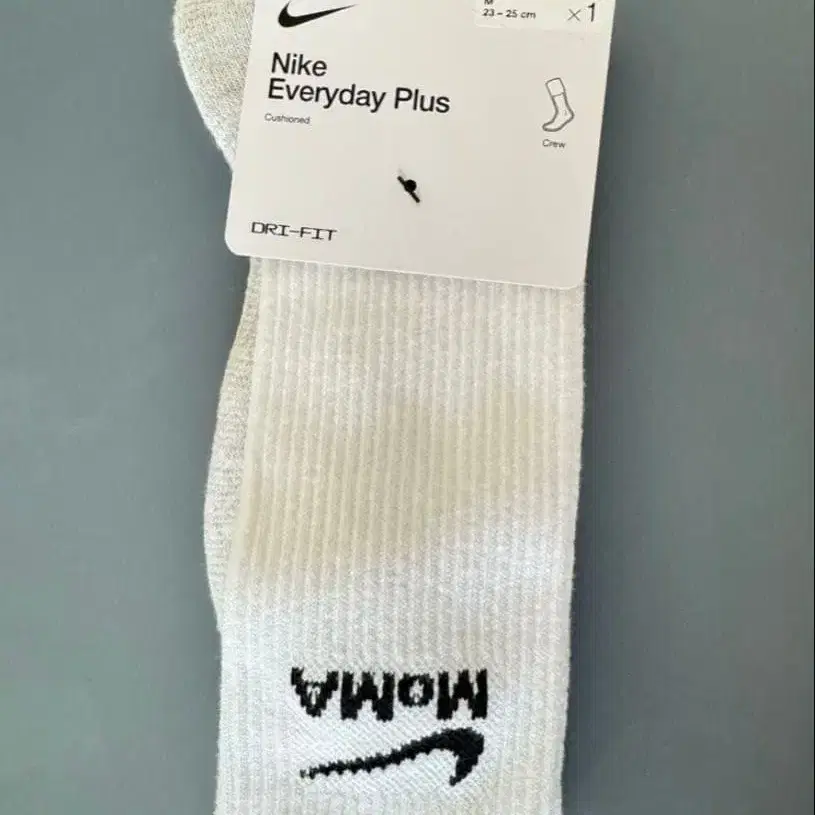 M
23 – 25 cm ×1
Nike
Everyday Plus
Cushioned
Crew
DRI-FIT
MoMA